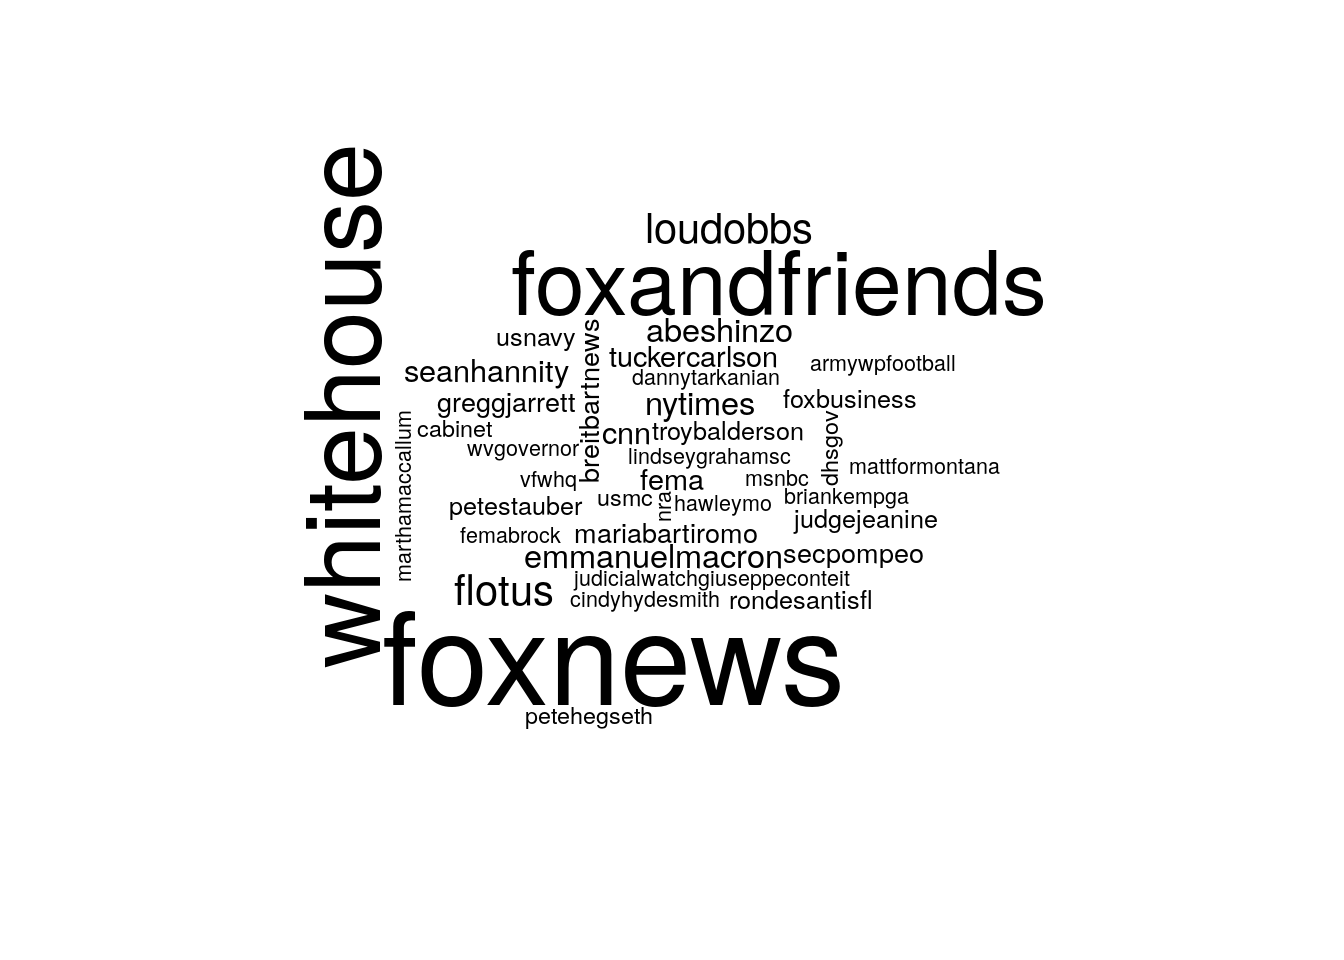 whitehouse
loudobbs
foxandfriends
usnavy
breitbartnews
abeshinzo
tuckercarlson
armywpfootball
seanhannity
dannytarkanian
greggjarrett
nytimes
foxbusiness
marthamaccallum
cabinet
cnn
troybalderson
dhsgov
wvgovernor
lindseygrahamsc
mattformontana
vfwhq
fema
msnbc
petestauber
usmc
nra
hawleymo
briankempga
judgejeanine
femabrock
mariabartiromo
emmanuelmacron
secpompeo
judicialwatch
giuseppeconteit
flotus
cindyhydesmith
rondesantisfl
foxnews
petehegseth